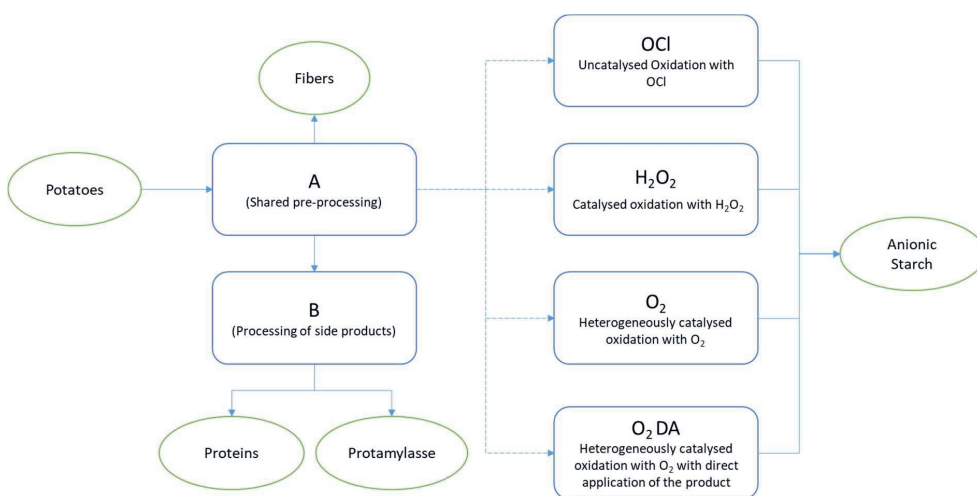 Potatoes
Fibers
A
(Shared pre-processing)
B
(Processing of side products)
Proteins
Protamylasse
OCl
Uncatalysed Oxidation with
OCl
H₂O₂
Catalysed oxidation with H₂O₂
O₂
Heterogeneously catalysed
oxidation with O₂
O₂ DA
Heterogeneously catalysed
oxidation with O₂ with direct
application of the product
Anionic
Starch